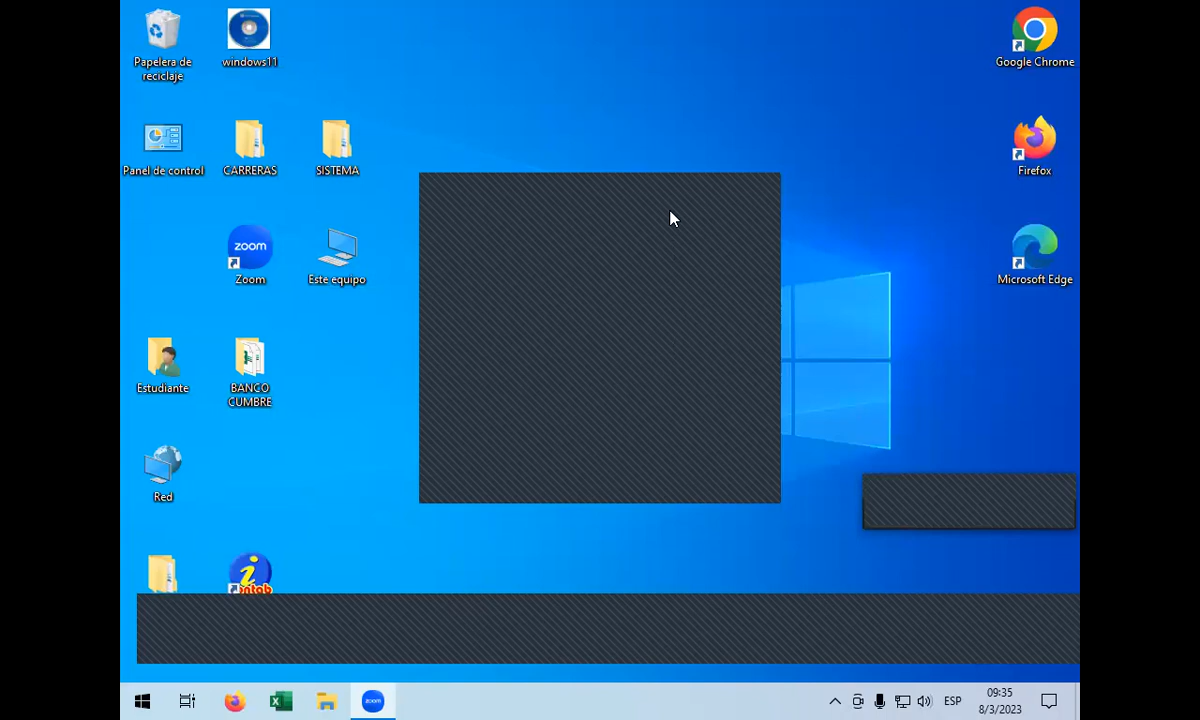 Papelera de
reciclaje
windows11
Google Chrome
Panel de control
CARRERAS
SISTEMA
Firefox
zoom
Zoom
Este equipo
Microsoft Edge
Estudiante
BANCO
CUMBRE
Red
zoom
ESP
09:35
8/3/2023